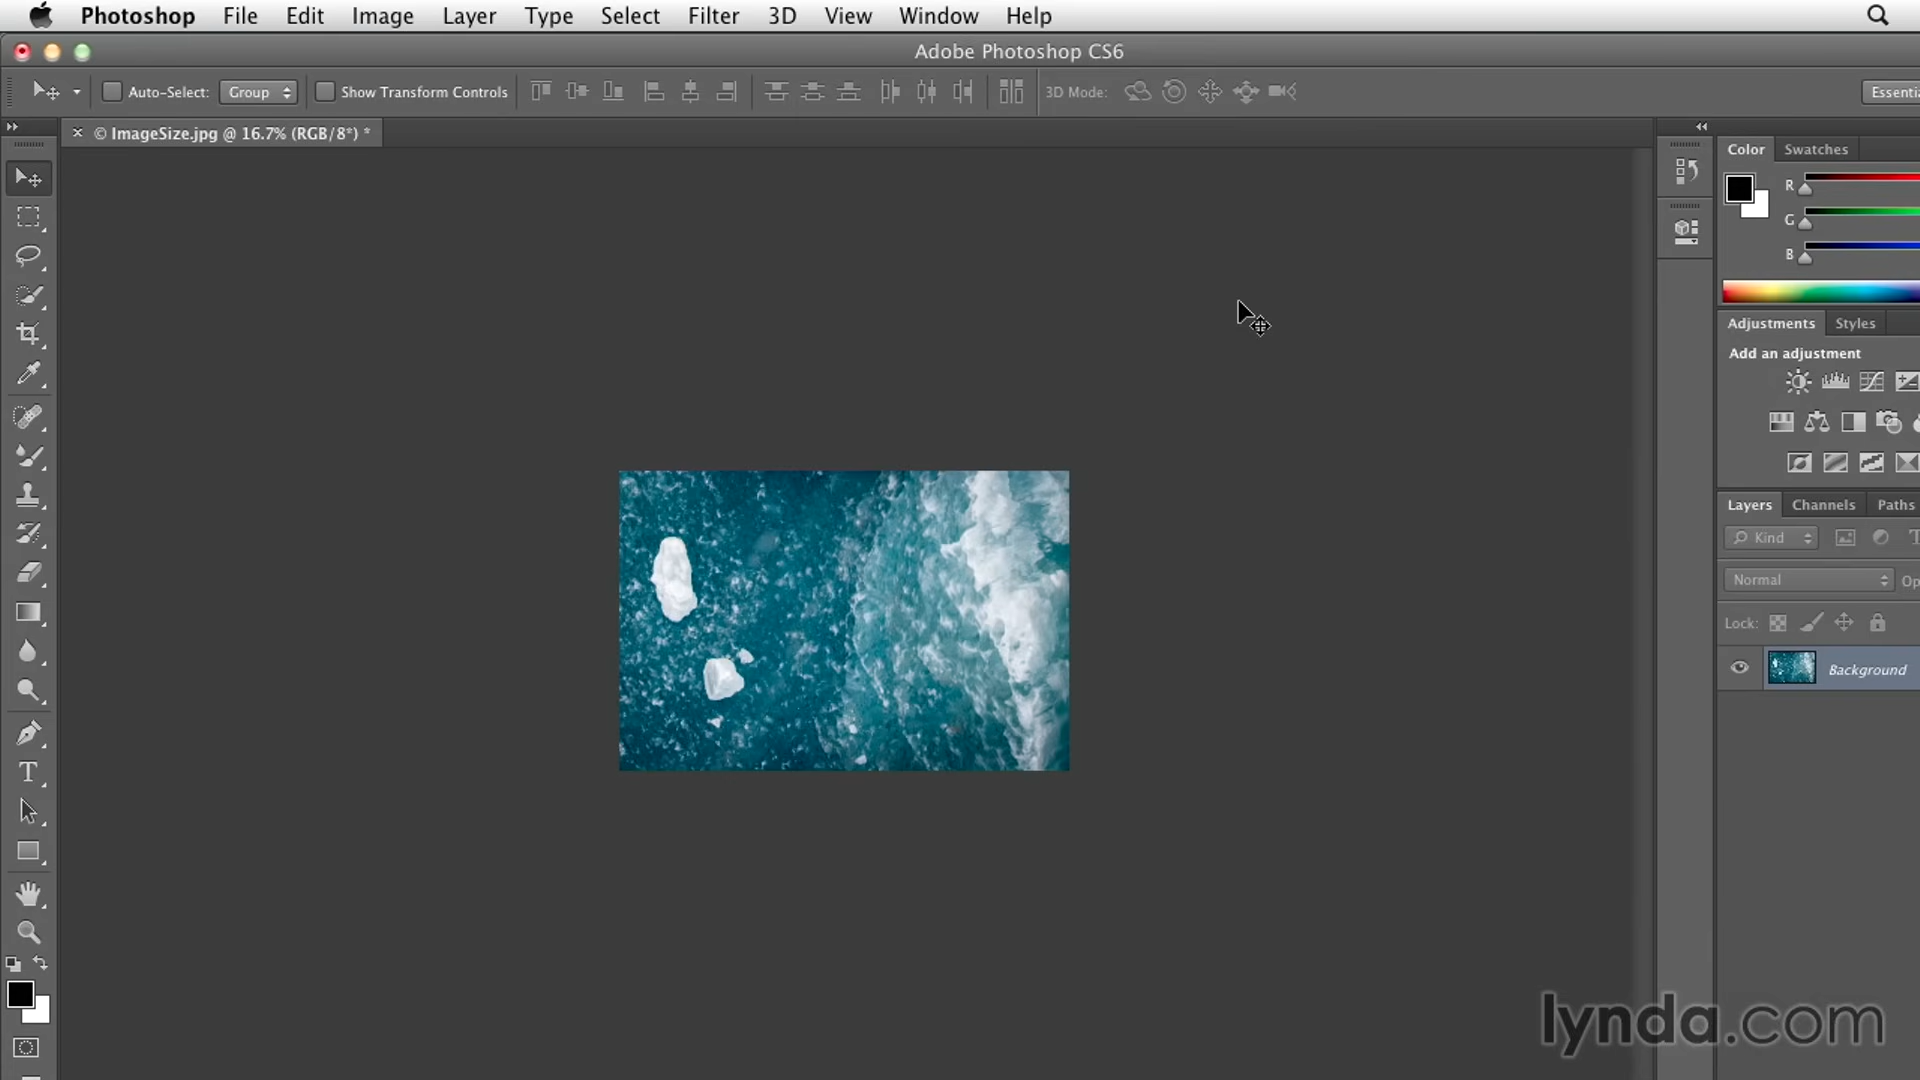 Photoshop File Edit Image Layer Type Select Filter 3D View Window Help
Adobe Photoshop CS6
Auto-Select: Group Show Transform Controls 3D Mode: Essentia
× © ImageSize.jpg @ 16.7% (RGB/8*) *
Color Swatches
R
G
B
Adjustments Styles
Add an adjustment
Layers Channels Paths
Kind T
Normal Op
Lock:
Background
T
lynda.com